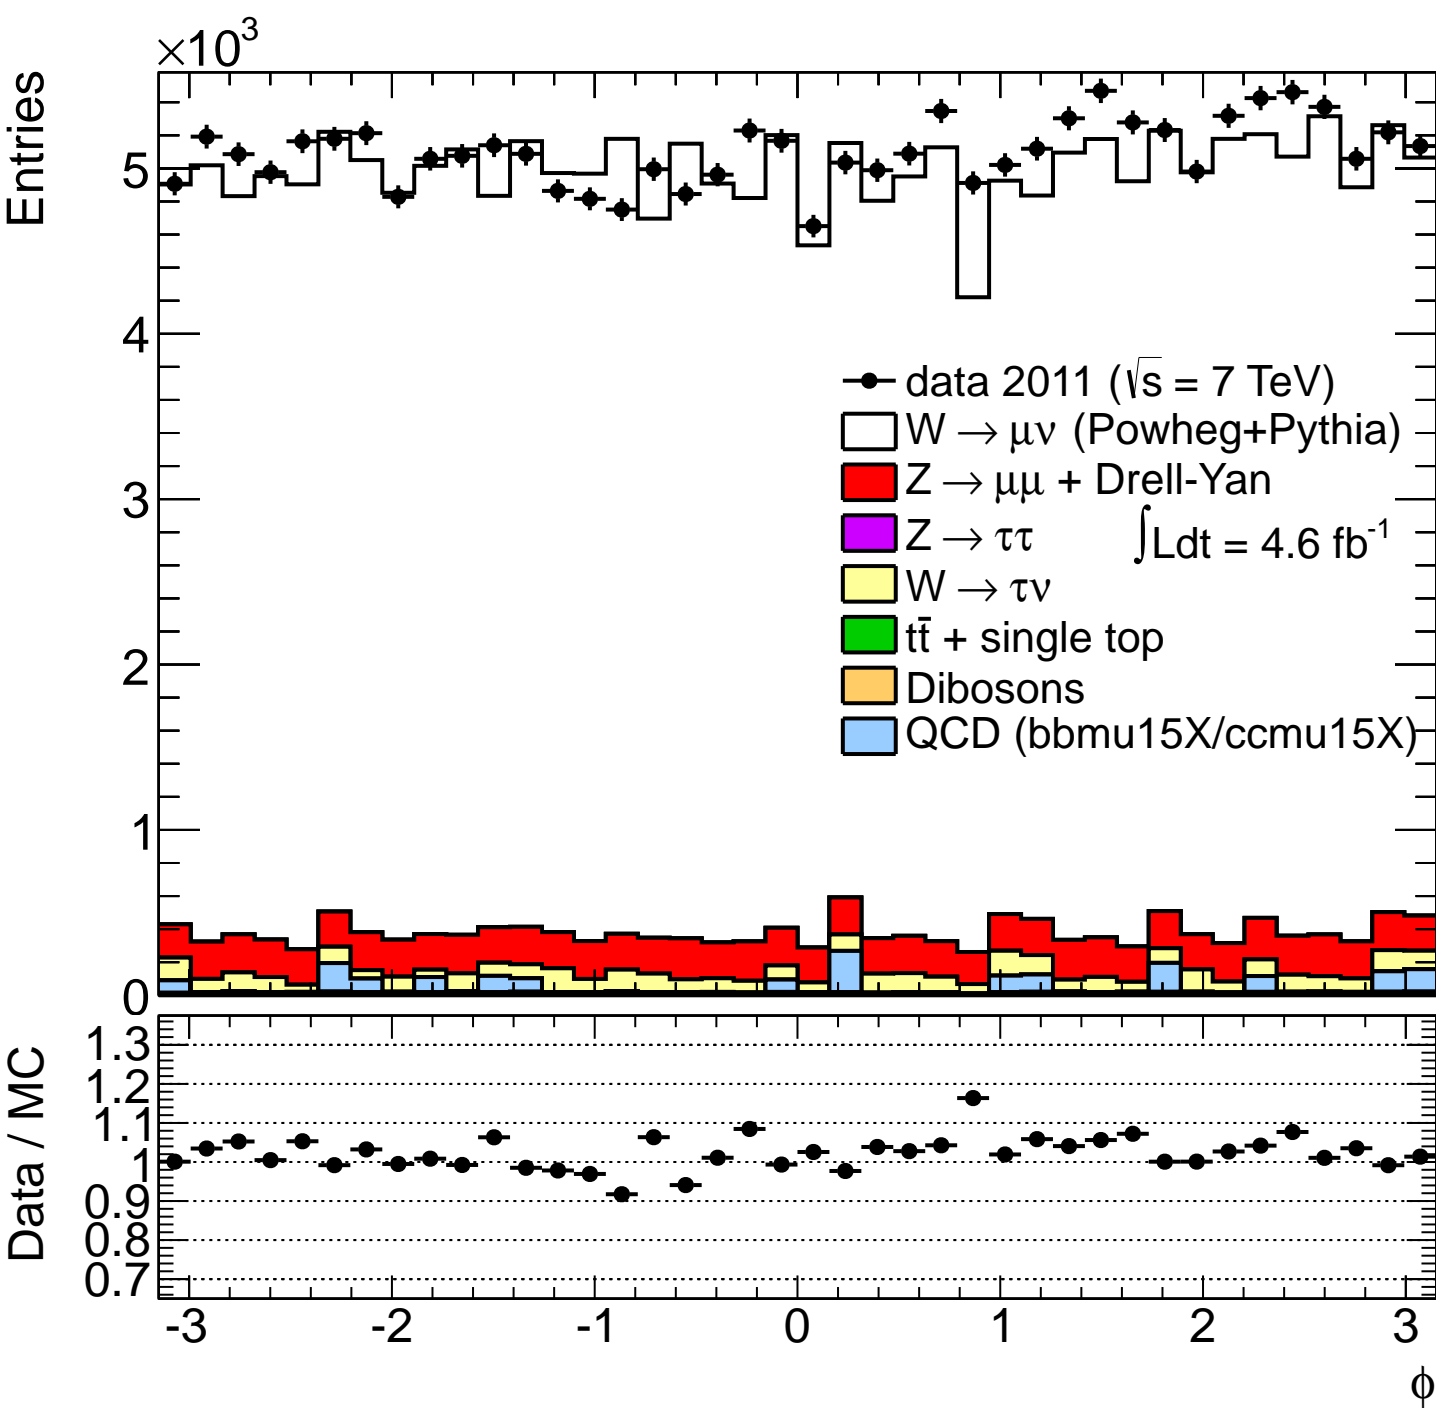 ×10³
Entries
5
4
3
2
1
0
data 2011 (√s = 7 TeV)
W → μν (Powheg+Pythia)
Z → μμ + Drell-Yan
Z → ττ
∫Ldt = 4.6 fb⁻¹
W → τν
tt̄ + single top
Dibosons
QCD (bbmu15X/ccmu15X)
Data / MC
1.3
1.2
1.1
1
0.9
0.8
0.7
-3 -2 -1 0 1 2 3
ϕ